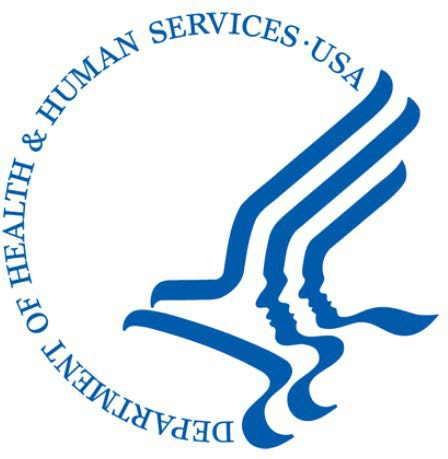 DEPARTMENT OF HEALTH & HUMAN SERVICES · USA